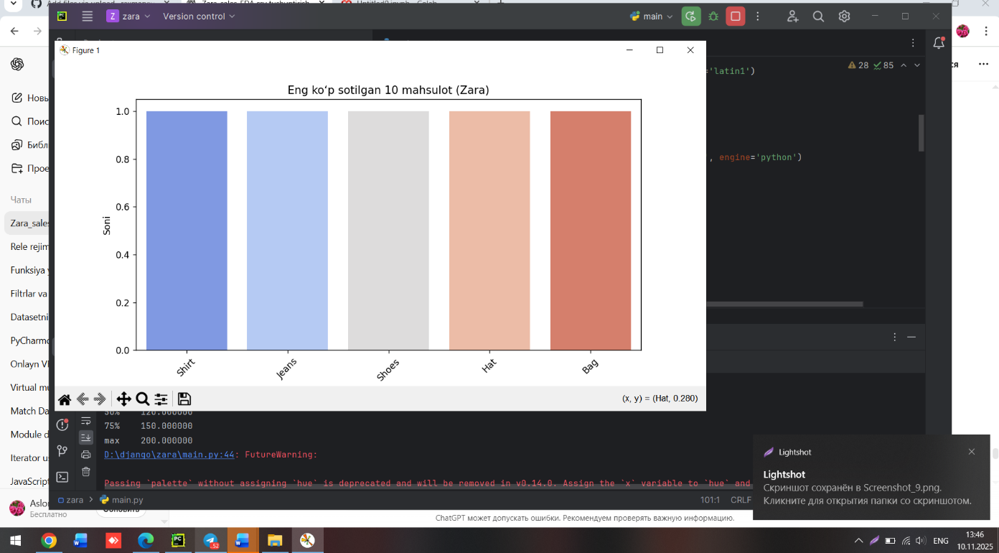 Z zara Version control main
Figure 1
Eng ko‘p sotilgan 10 mahsulot (Zara)
1.0
0.8
0.6
0.4
0.2
0.0
Soni
Shirt Jeans Shoes Hat Bag
(x, y) = (Hat, 0.280)
='latin1')
28 85
, engine='python')
Новы
Поис
Библ
Прое
Чаты
Zara_sales
Rele rejim
Funksiya
Filtrlar va
Datasetni
PyCharm
Onlayn V
Virtual mu
Match Da
Module d
Iterator us
JavaScript
Aslo
Бесплатно
Обновить
50% 120.000000
75% 150.000000
max 200.000000
D:\django\zara\main.py:44: FutureWarning:
Passing `palette` without assigning `hue` is deprecated and will be removed in v0.14.0. Assign the `x` variable to `hue` and
zara > main.py
101:1 CRLF
Lightshot
Lightshot
Скриншот сохранён в Screenshot_9.png.
Кликните для открытия папки со скриншотом.
ChatGPT может допускать ошибки. Рекомендуем проверять важную информацию.
52
ENG
13:46
10.11.2025